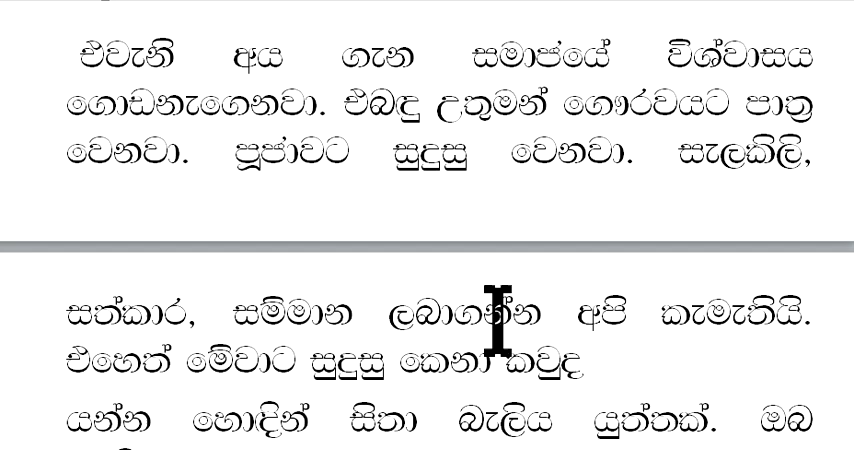 එවැනි අය ගැන සමාජයේ විශ්වාසය
ගොඩනැගෙනවා. එබඳු උතුමන් ගෞරවයට පාත්‍ර
වෙනවා. පූජාවට සුදුසු වෙනවා. සැලකිලි,
සත්කාර, සම්මාන ලබාගන්න අපි කැමැතියි.
එහෙත් මේවාට සුදුසු කෙනා කවුද
යන්න හොඳින් සිතා බැලිය යුත්තක්. ඔබ